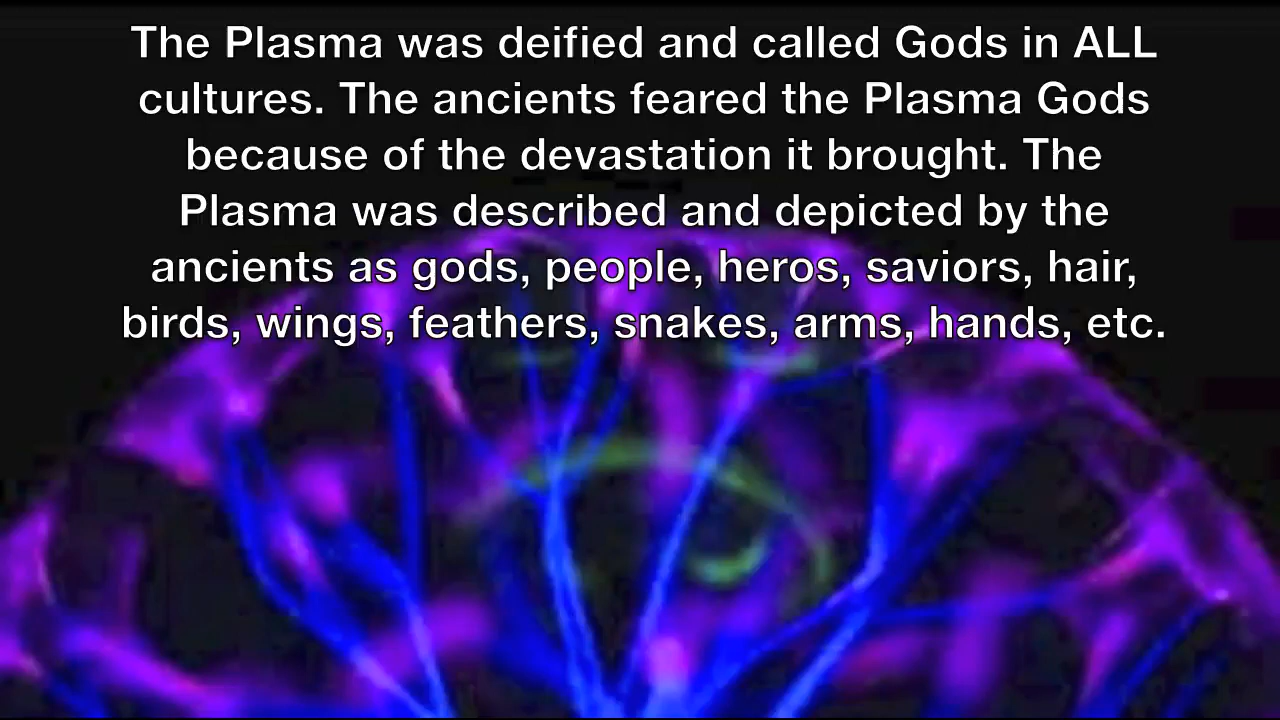 The Plasma was deified and called Gods in ALL
cultures. The ancients feared the Plasma Gods
because of the devastation it brought. The
Plasma was described and depicted by the
ancients as gods, people, heros, saviors, hair,
birds, wings, feathers, snakes, arms, hands, etc.